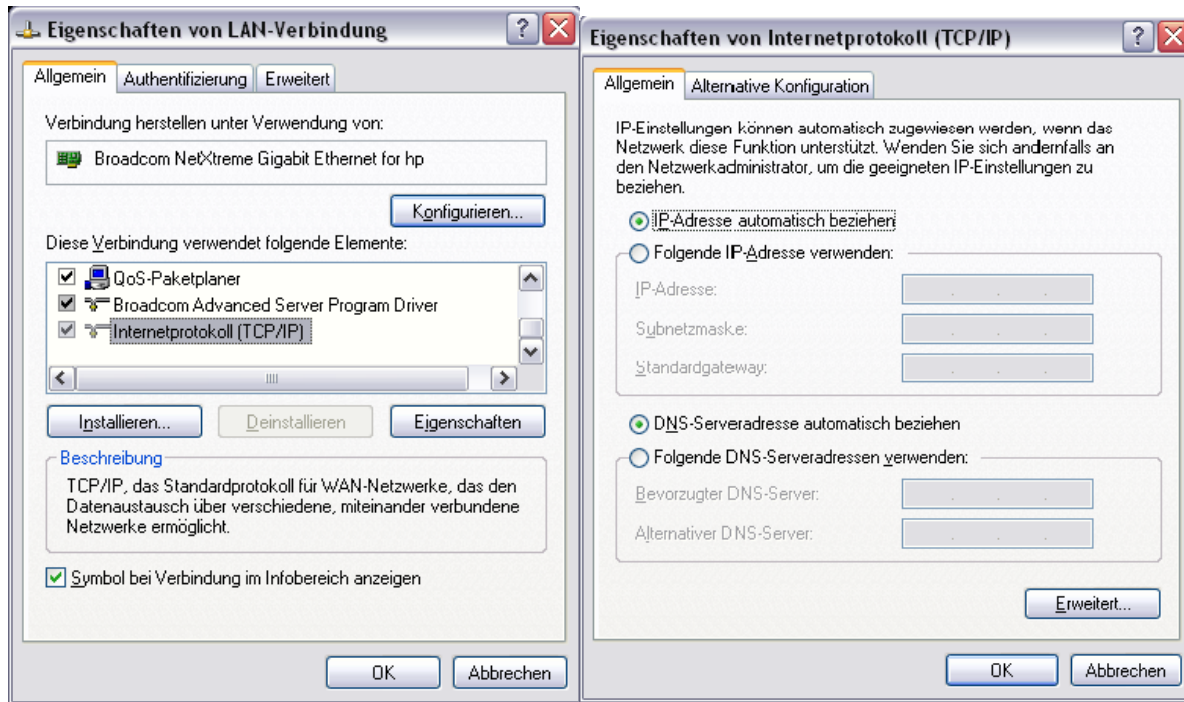 Eigenschaften von LAN-Verbindung
Allgemein
Authentifizierung
Erweitert
Verbindung herstellen unter Verwendung von:
Broadcom NetXtreme Gigabit Ethernet for hp
Konfigurieren...
Diese Verbindung verwendet folgende Elemente:
QoS-Paketplaner
Broadcom Advanced Server Program Driver
Internetprotokoll (TCP/IP)
Installieren...
Deinstallieren
Eigenschaften
Beschreibung
TCP/IP, das Standardprotokoll für WAN-Netzwerke, das den
Datenaustausch über verschiedene, miteinander verbundene
Netzwerke ermöglicht.
Symbol bei Verbindung im Infobereich anzeigen
OK
Abbrechen
Eigenschaften von Internetprotokoll (TCP/IP)
Allgemein
Alternative Konfiguration
IP-Einstellungen können automatisch zugewiesen werden, wenn das
Netzwerk diese Funktion unterstützt. Wenden Sie sich andernfalls an
den Netzwerkadministrator, um die geeigneten IP-Einstellungen zu
beziehen.
IP-Adresse automatisch beziehen
Folgende IP-Adresse verwenden:
IP-Adresse:
Subnetzmaske:
Standardgateway:
DNS-Serveradresse automatisch beziehen
Folgende DNS-Serveradressen verwenden:
Bevorzugter DNS-Server:
Alternativer DNS-Server:
Erweitert...
OK
Abbrechen